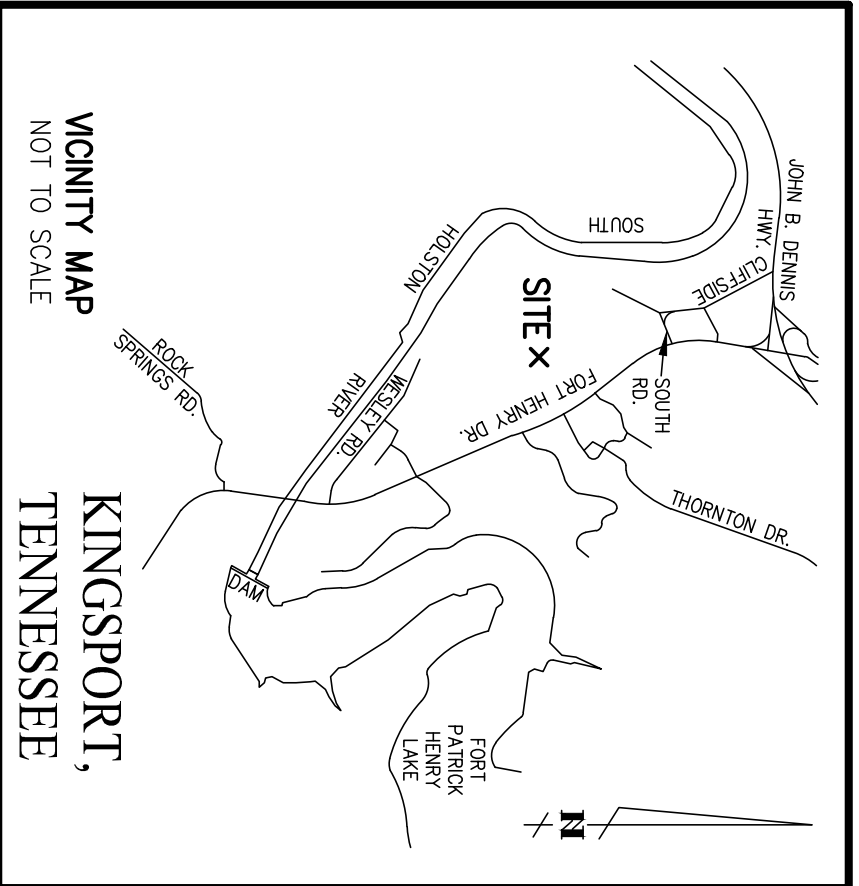 JOHN B. DENNIS
HWY.
CLIFFSIDE
SOUTH
HOLSTON
RIVER
SITE X
SOUTH
RD.
FORT HENRY DR.
WESLEY RD.
THORNTON DR.
ROCK
SPRINGS RD.
DAM
FORT
PATRICK
HENRY
LAKE
N
VICINITY MAP
NOT TO SCALE
KINGSPORT,
TENNESSEE